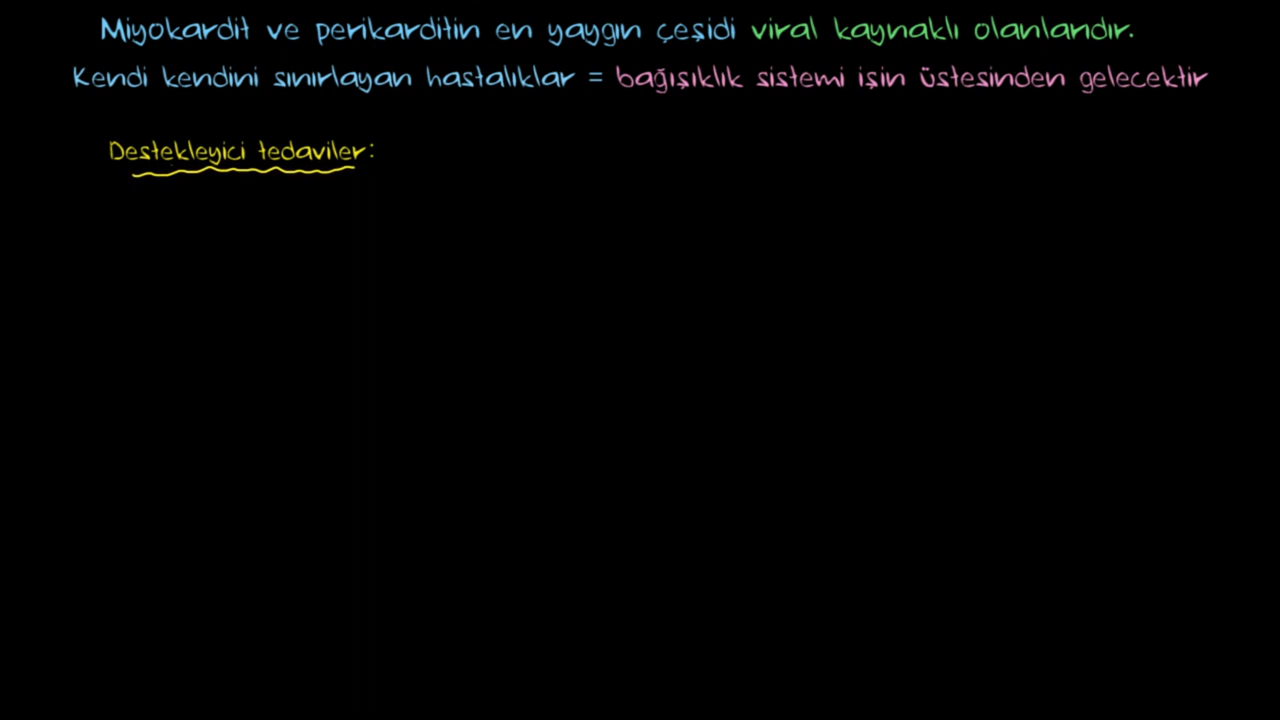 Miyokardit ve perikarditin en yaygın çeşidi viral kaynaklı olanlarıdır.
Kendi kendini sınırlayan hastalıklar = bağışıklık sistemi işin üstesinden gelecektir
Destekleyici tedaviler: